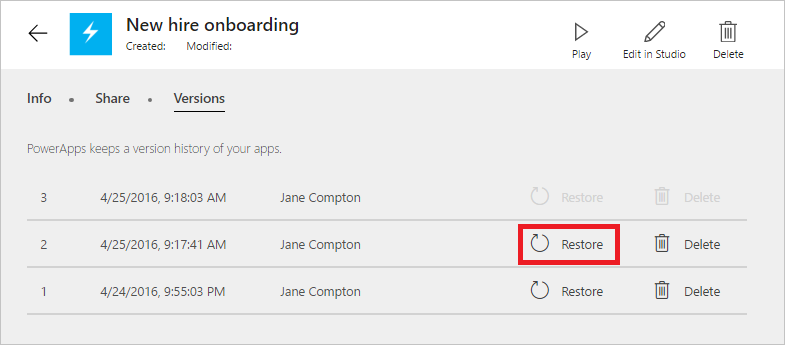 New hire onboarding
Created: Modified:
Play Edit in Studio Delete
Info • Share • Versions
PowerApps keeps a version history of your apps.
3 4/25/2016, 9:18:03 AM Jane Compton Restore Delete
2 4/25/2016, 9:17:41 AM Jane Compton Restore Delete
1 4/24/2016, 9:55:03 PM Jane Compton Restore Delete